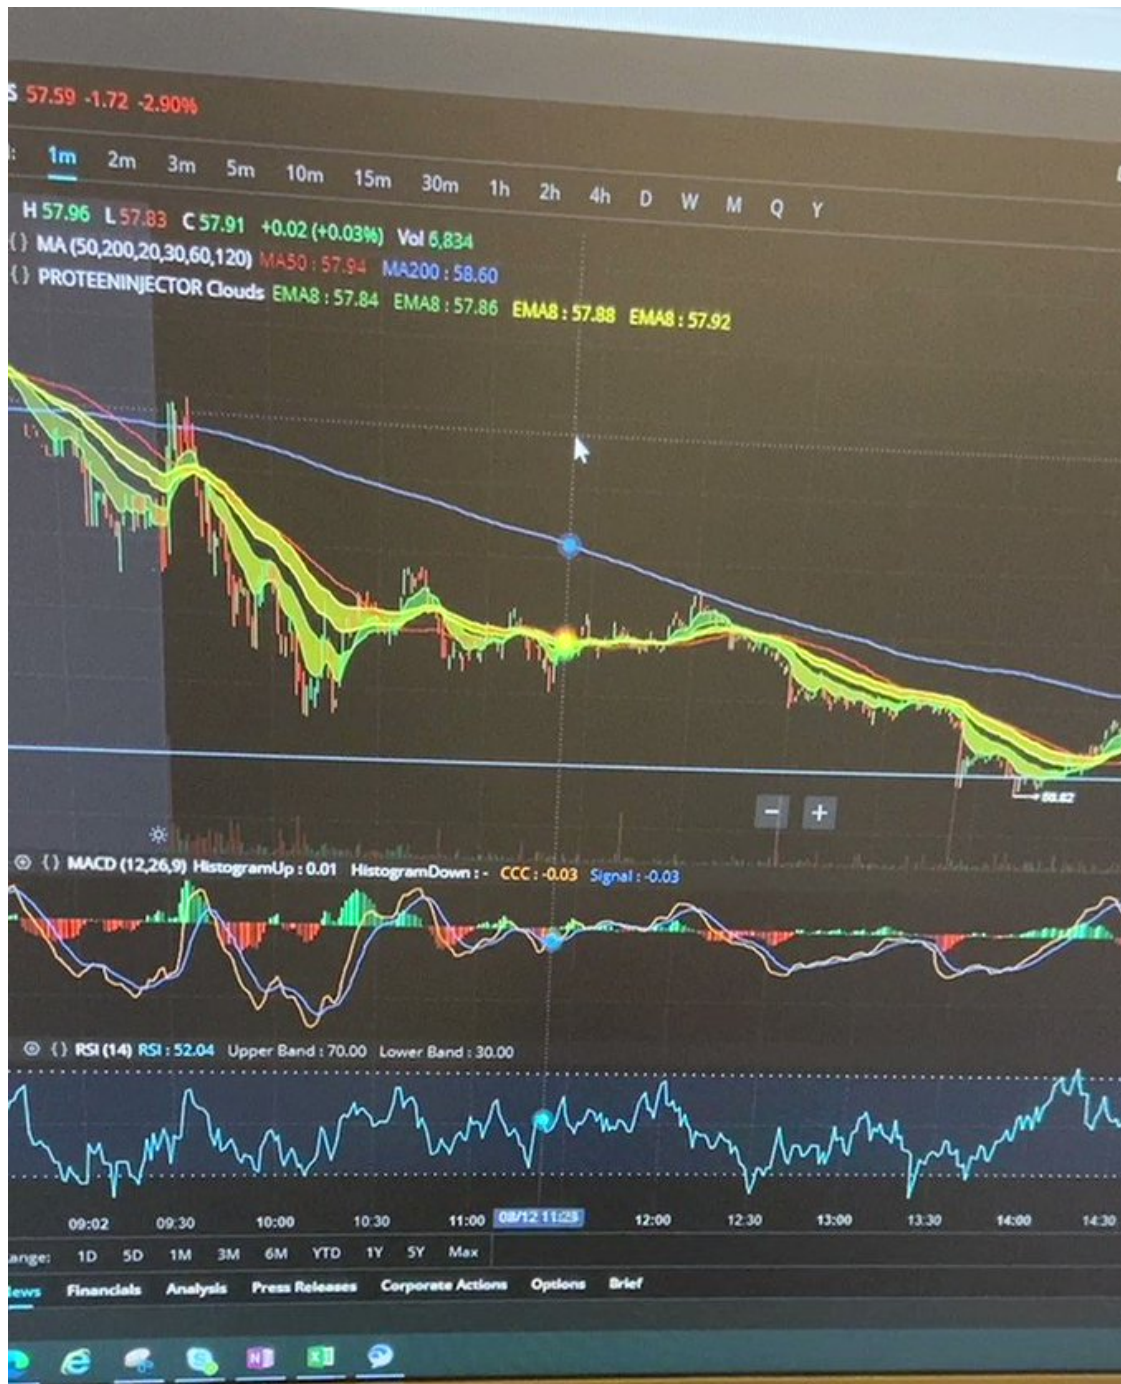 S 57.59 -1.72 -2.90%
1m 2m 3m 5m 10m 15m 30m 1h 2h 4h D W M Q Y
H 57.96 L 57.83 C 57.91 +0.02 (+0.03%) Vol 6,834
{} MA (50,200,20,30,60,120) MA50 : 57.94 MA200 : 58.60
{} PROTEENINJECTOR Clouds EMA8 : 57.84 EMA8 : 57.86 EMA8 : 57.88 EMA8 : 57.92
{} MACD (12,26,9) HistogramUp : 0.01 HistogramDown : - CCC : -0.03 Signal : -0.03
{} RSI (14) RSI : 52.04 Upper Band : 70.00 Lower Band : 30.00
09:02 09:30 10:00 10:30 11:00 08/12 11:28 12:00 12:30 13:00 13:30 14:00 14:30
ange: 1D 5D 1M 3M 6M YTD 1Y 5Y Max
ews Financials Analysis Press Releases Corporate Actions Options Brief